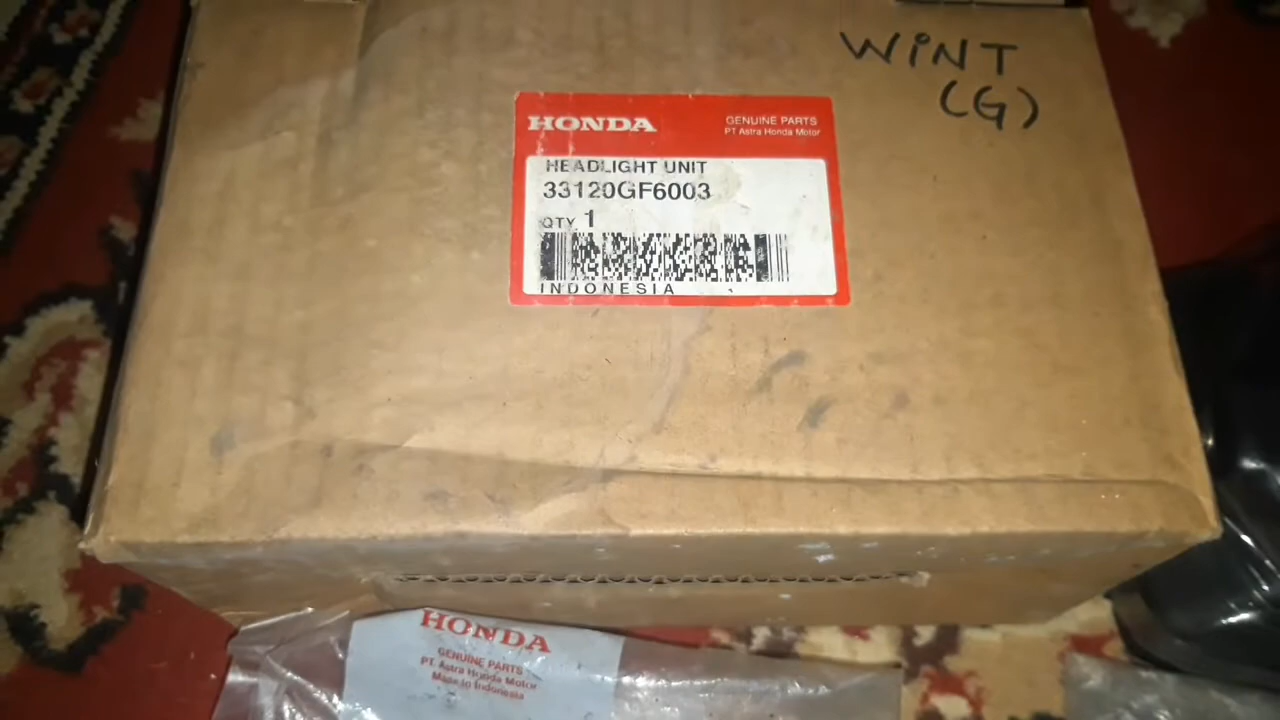 WiNT
(G)
HONDA
GENUINE PARTS
PT Astra Honda Motor
HEADLIGHT UNIT
33120GF6003
QTY 1
INDONESIA
HONDA
GENUINE PARTS
PT Astra Honda Motor
Made In Indonesia